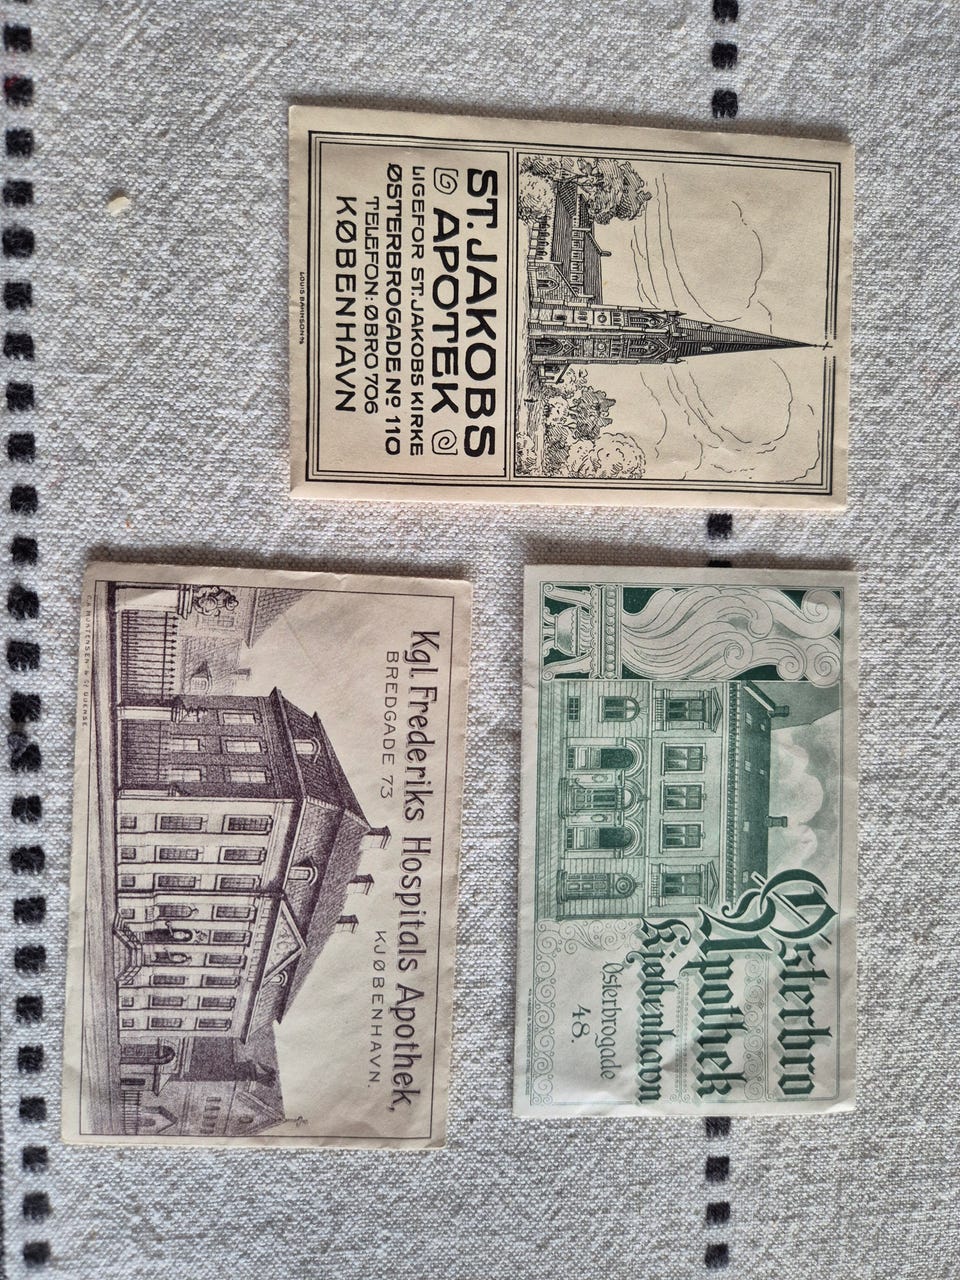 ST. JAKOBS
APOTEK
LIGEFOR ST. JAKOBS KIRKE
ØSTERBROGADE Nº 110
TELEFON: ØBRO 706
KØBENHAVN
Østerbro
Apothek
Kjøbenhavn
Østerbrogade
48.
Kgl. Frederiks Hospitals Apothek,
BREDGADE 73
KJØBENHAVN.